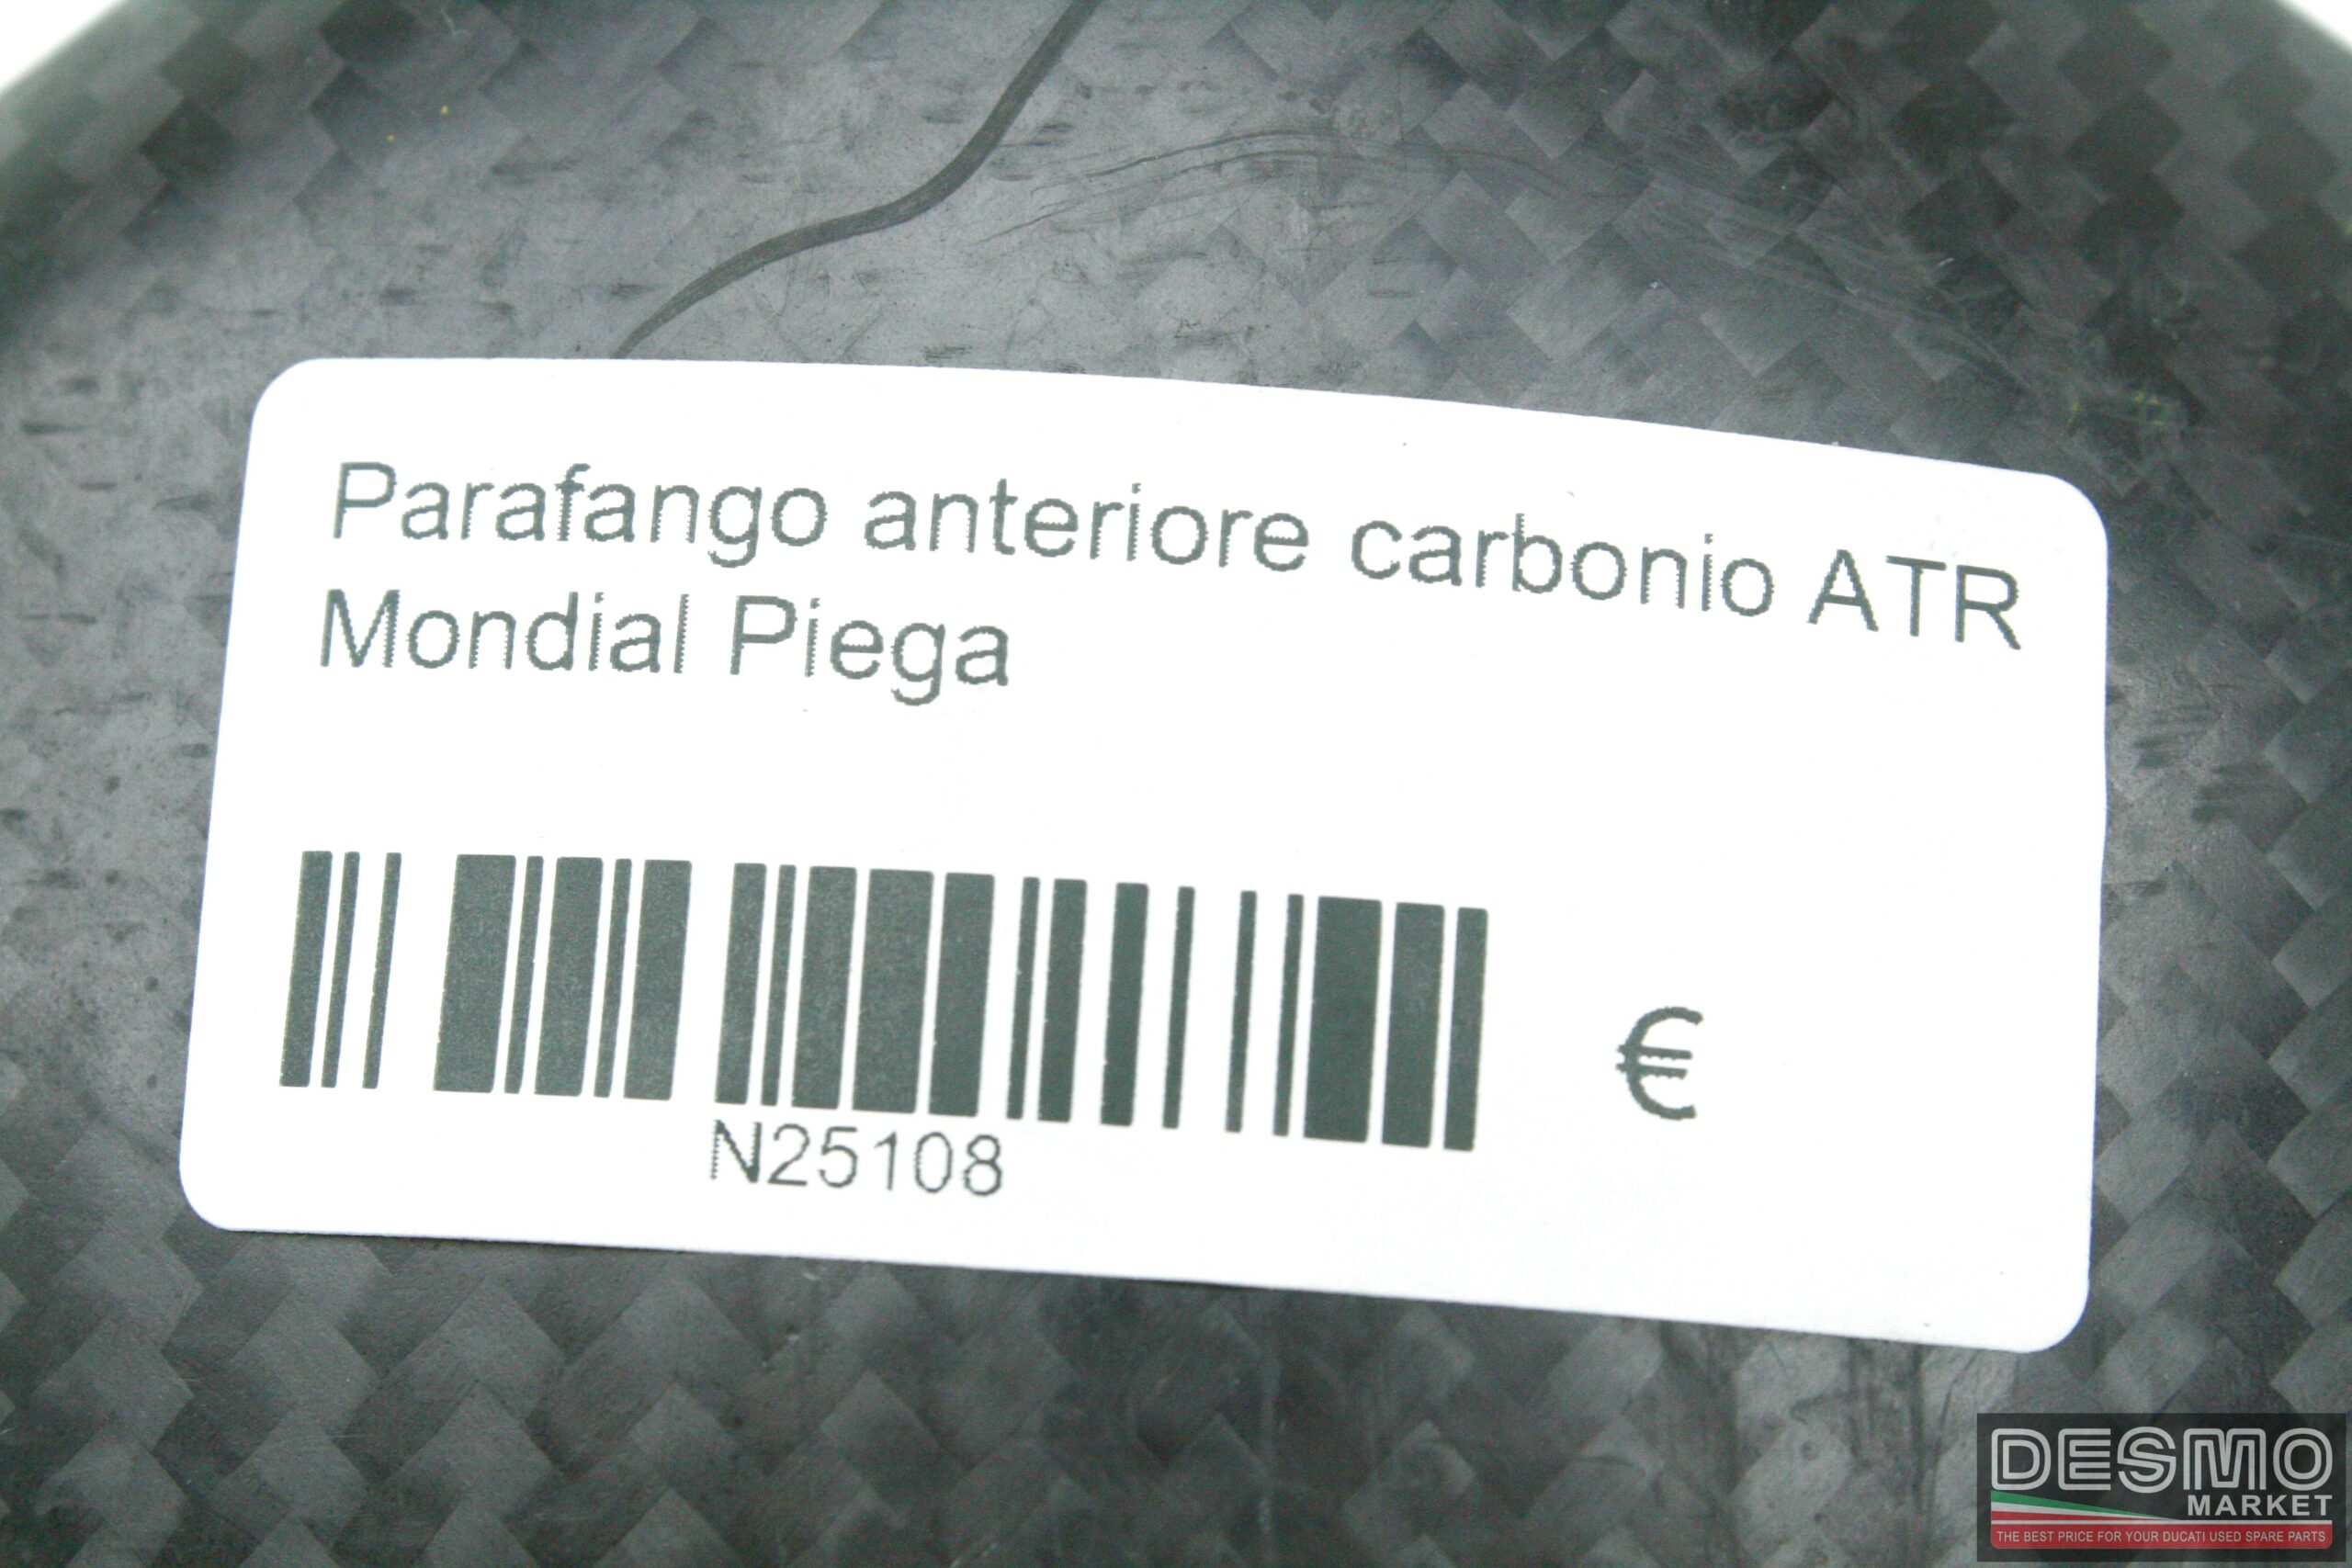 Parafango anteriore carbonio ATR
Mondial Piega
€
N25108
DESMO
MARKET
THE BEST PRICE FOR YOUR DUCATI USED SPARE PARTS